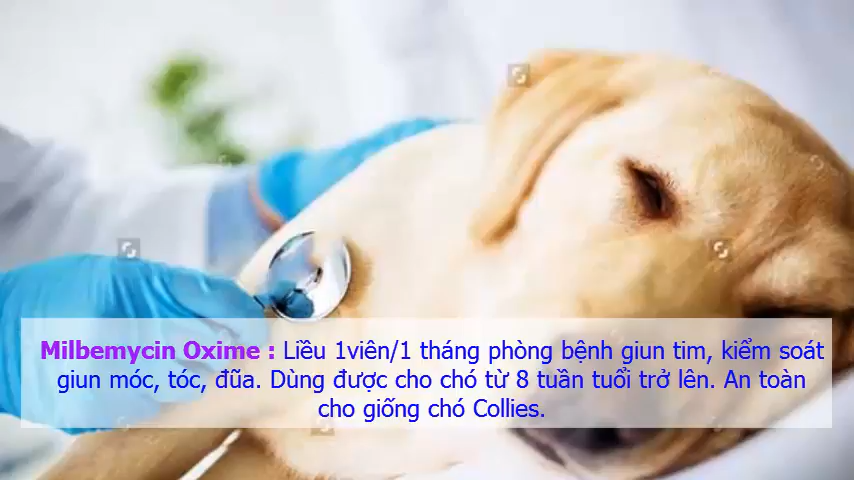 Milbemycin Oxime : Liều 1viên/1 tháng phòng bệnh giun tim, kiểm soát
giun móc, tóc, đũa. Dùng được cho chó từ 8 tuần tuổi trở lên. An toàn
cho giống chó Collies.